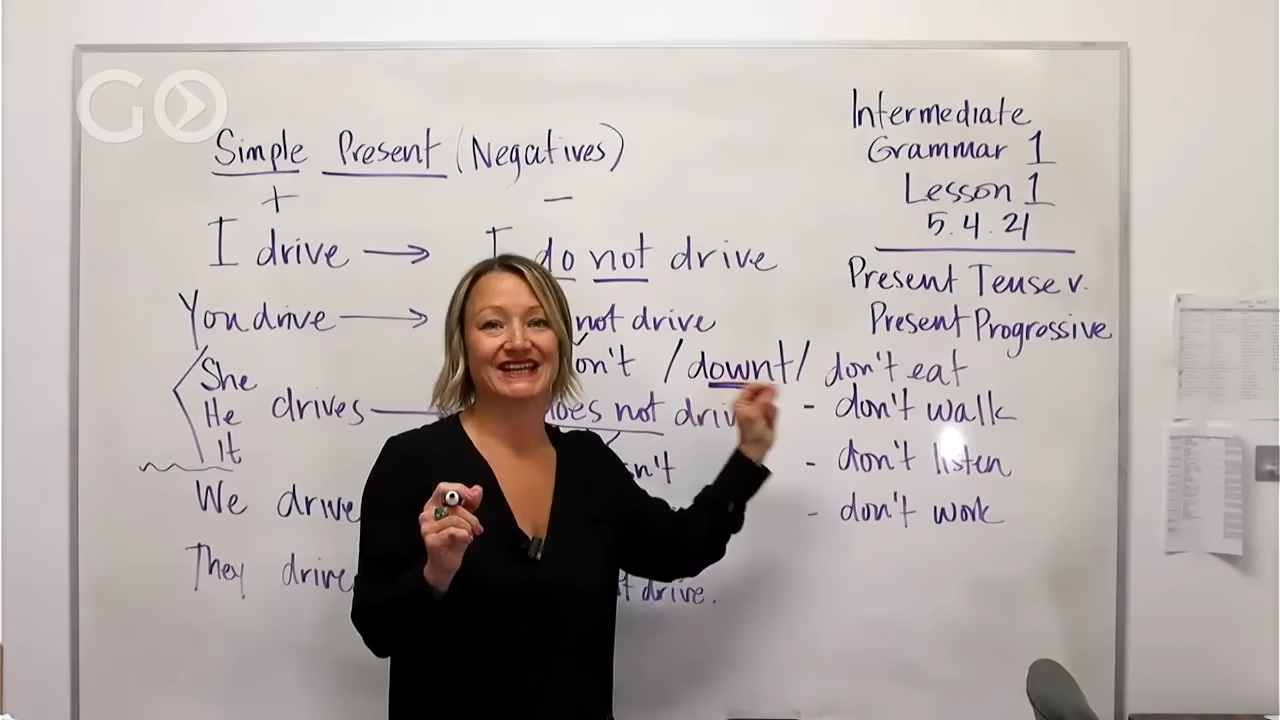 GO
Simple Present (Negatives)
+ -
I drive → I do not drive
You drive → not drive
on't /downt/
She
He
It
drives does not driv
n't
We drive
They drive t drive.
Intermediate
Grammar 1
Lesson 1
5.4.21
Present Tense v.
Present Progressive
don't eat
- don't walk
- don't listen
- don't work